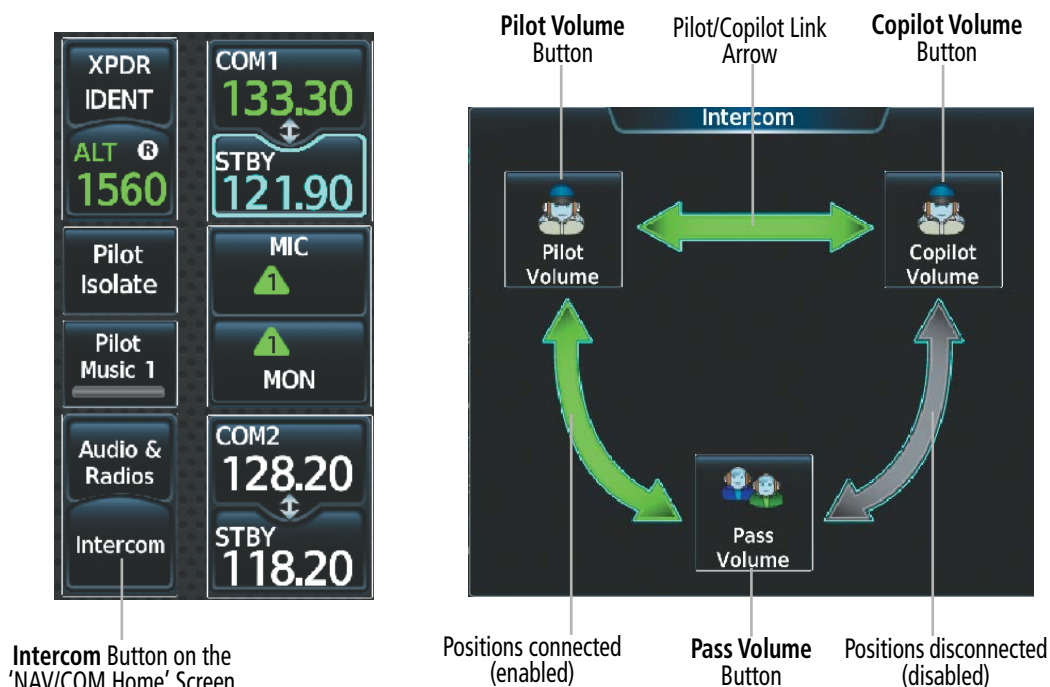 XPDR
IDENT
ALT R
1560
Pilot
Isolate
Pilot
Music 1
Audio &
Radios
Intercom
COM1
133.30
STBY
121.90
MIC
1
1
MON
COM2
128.20
STBY
118.20
Intercom Button on the
'NAV/COM Home' Screen
Pilot Volume
Button
Pilot/Copilot Link
Arrow
Copilot Volume
Button
Intercom
Pilot
Volume
Copilot
Volume
Pass
Volume
Positions connected
(enabled)
Pass Volume
Button
Positions disconnected
(disabled)